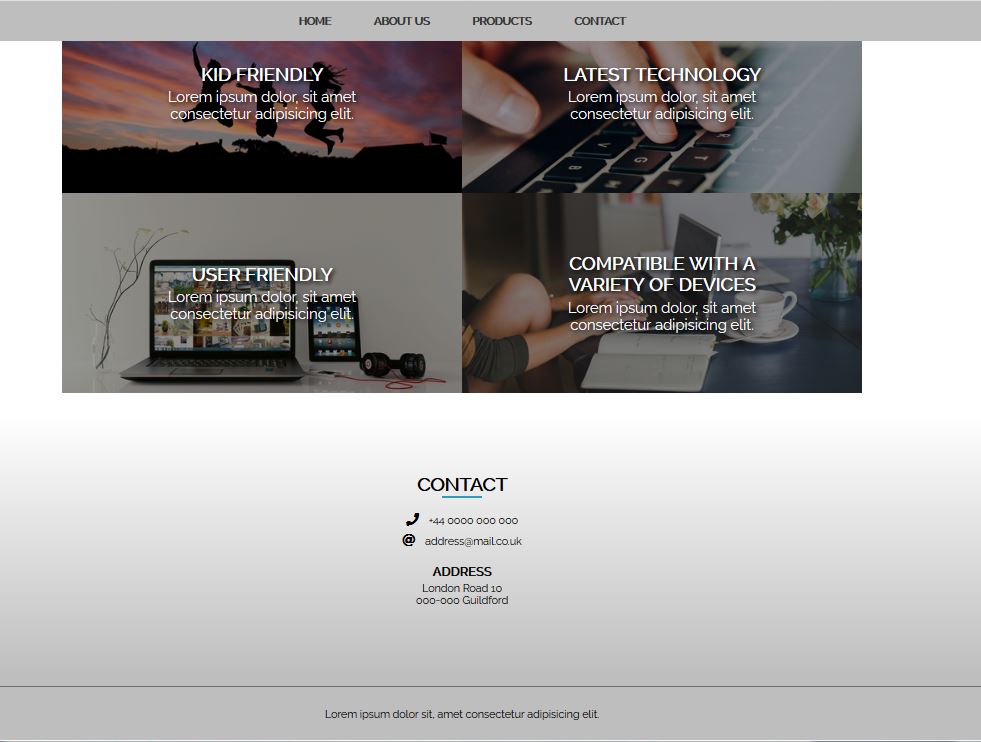 HOME ABOUT US PRODUCTS CONTACT
KID FRIENDLY
Lorem ipsum dolor, sit amet
consectetur adipisicing elit.
LATEST TECHNOLOGY
Lorem ipsum dolor, sit amet
consectetur adipisicing elit.
USER FRIENDLY
Lorem ipsum dolor, sit amet
consectetur adipisicing elit.
COMPATIBLE WITH A
VARIETY OF DEVICES
Lorem ipsum dolor, sit amet
consectetur adipisicing elit.
CONTACT
+44 0000 000 000
address@mail.co.uk
ADDRESS
London Road 10
000-000 Guildford
Lorem ipsum dolor sit, amet consectetur adipisicing elit.